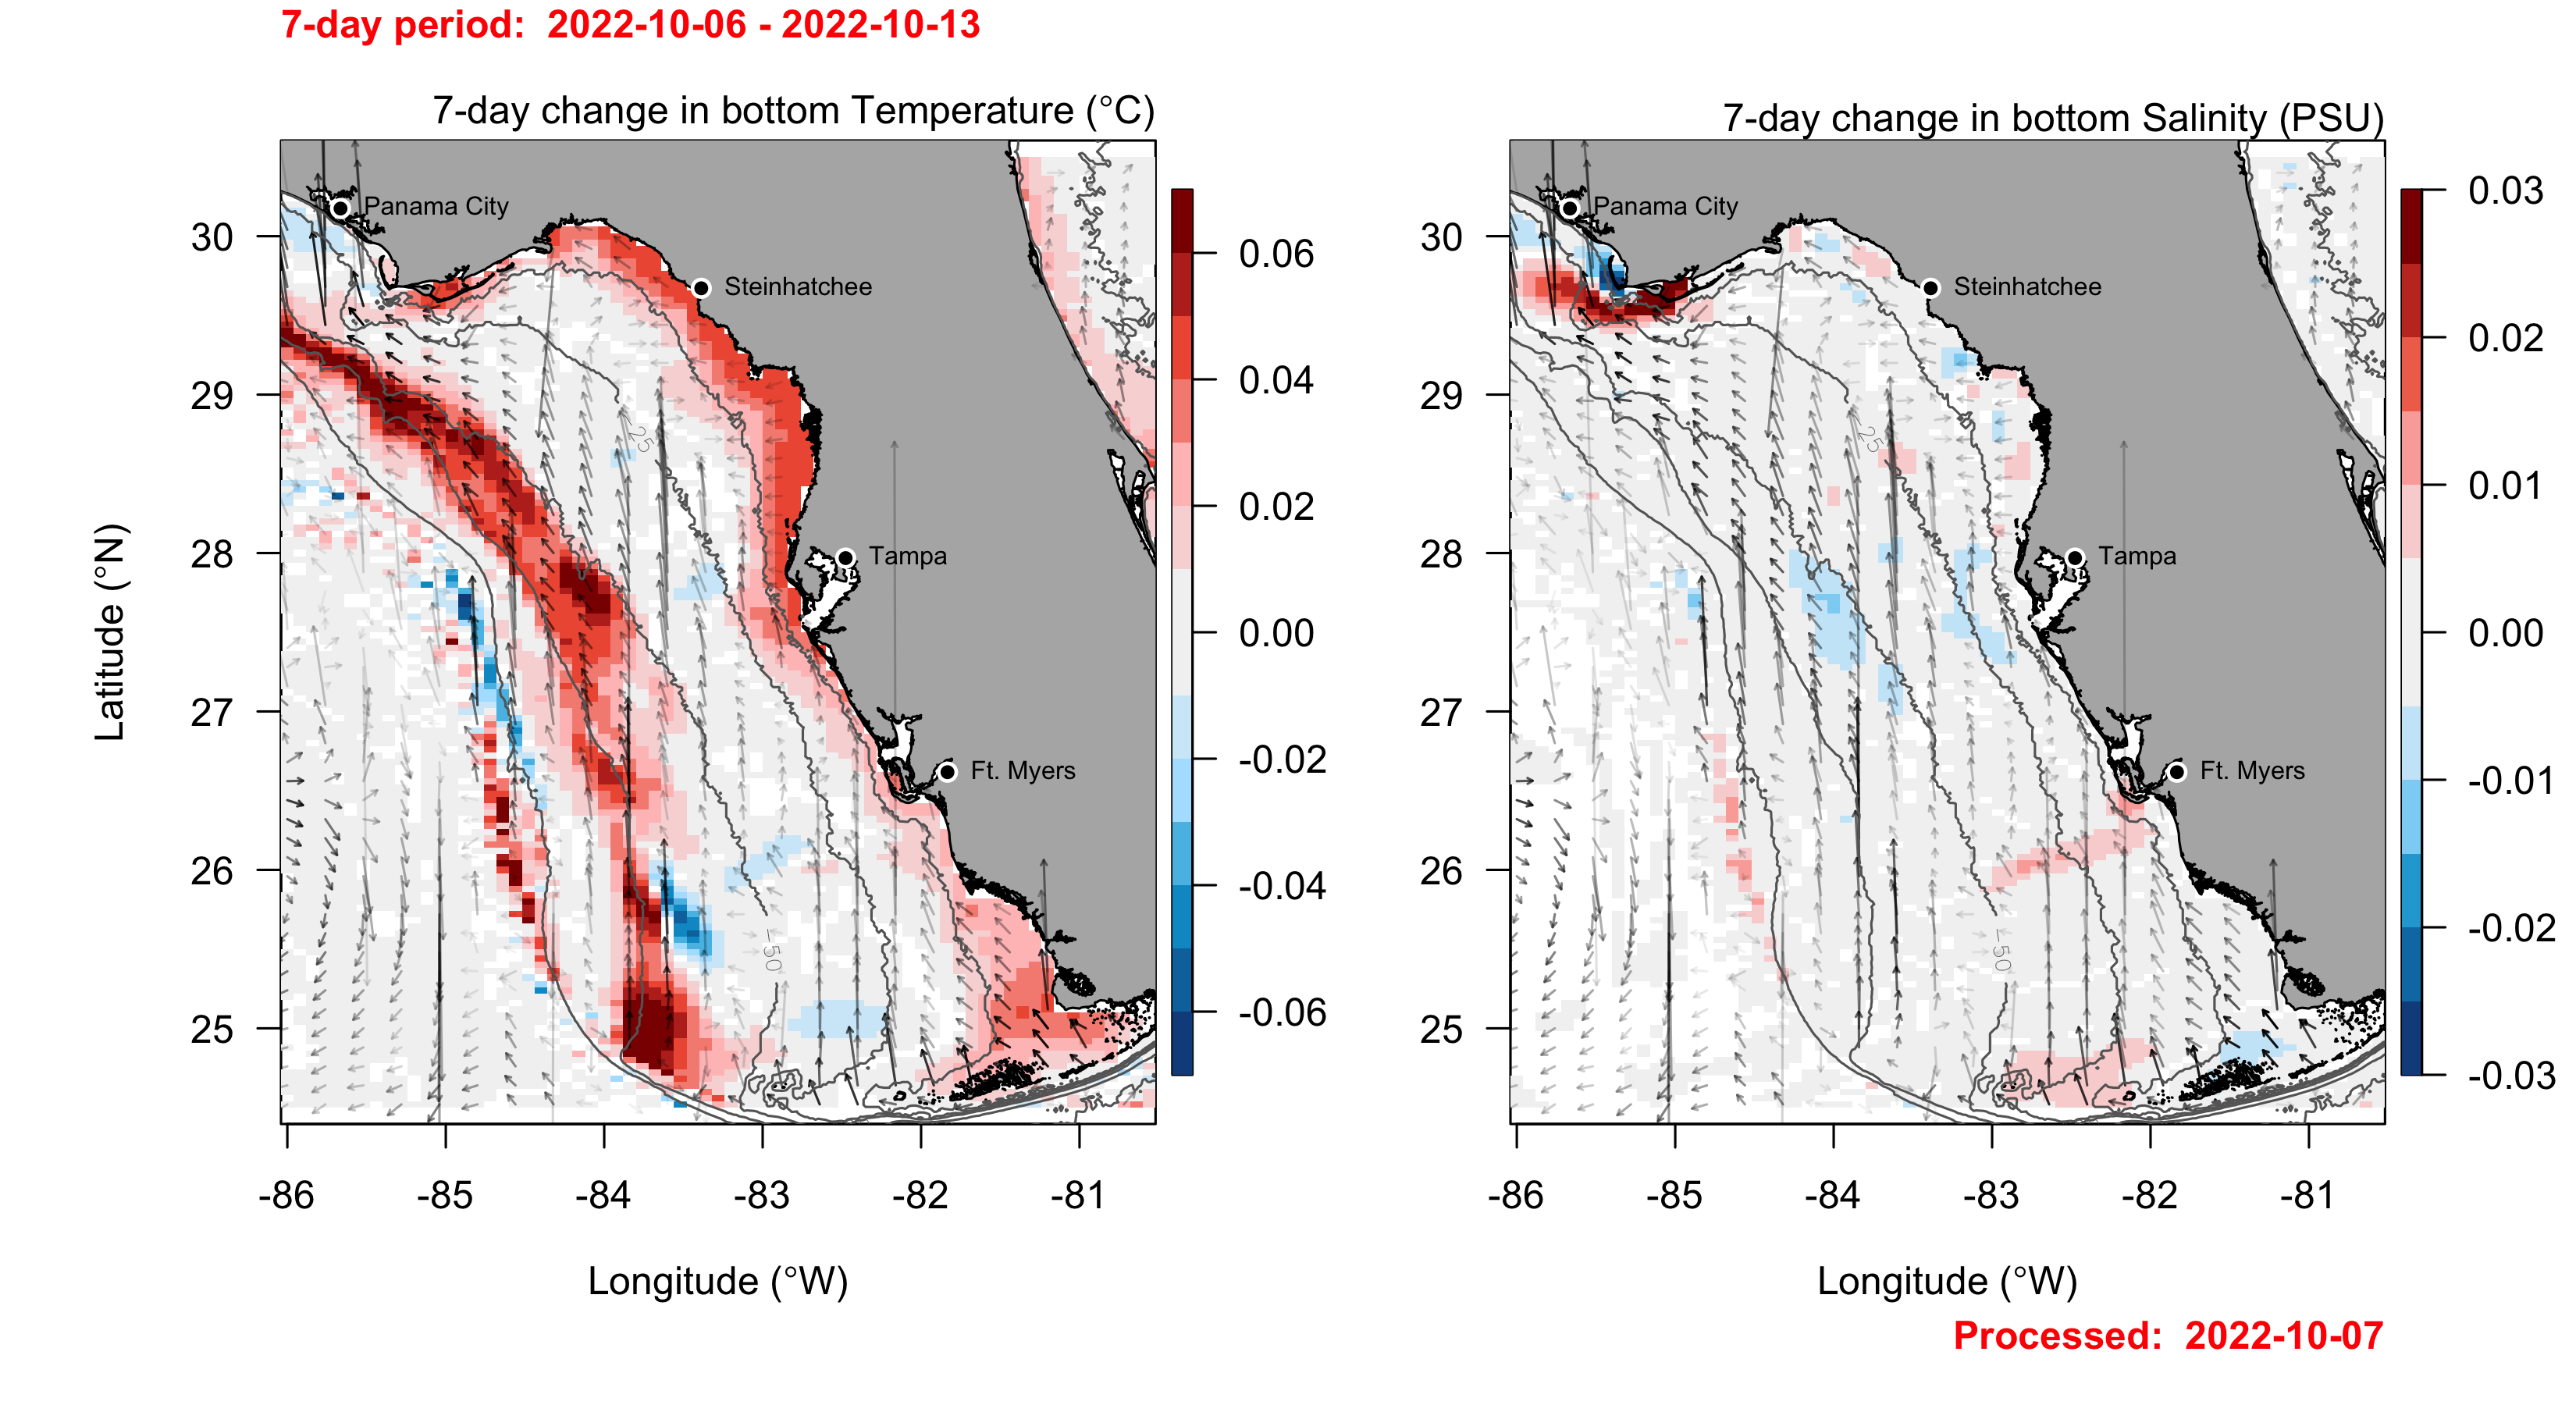 7-day period:  2022-10-06 - 2022-10-13
7-day change in bottom Temperature (°C)
Panama City
Steinhatchee
Tampa
Ft. Myers
-25
-50
30
29
28
27
26
25
Latitude (°N)
-86
-85
-84
-83
-82
-81
Longitude (°W)
0.06
0.04
0.02
0.00
-0.02
-0.04
-0.06
7-day change in bottom Salinity (PSU)
Panama City
Steinhatchee
Tampa
Ft. Myers
-25
-50
30
29
28
27
26
25
-86
-85
-84
-83
-82
-81
Longitude (°W)
0.03
0.02
0.01
0.00
-0.01
-0.02
-0.03
Processed:  2022-10-07